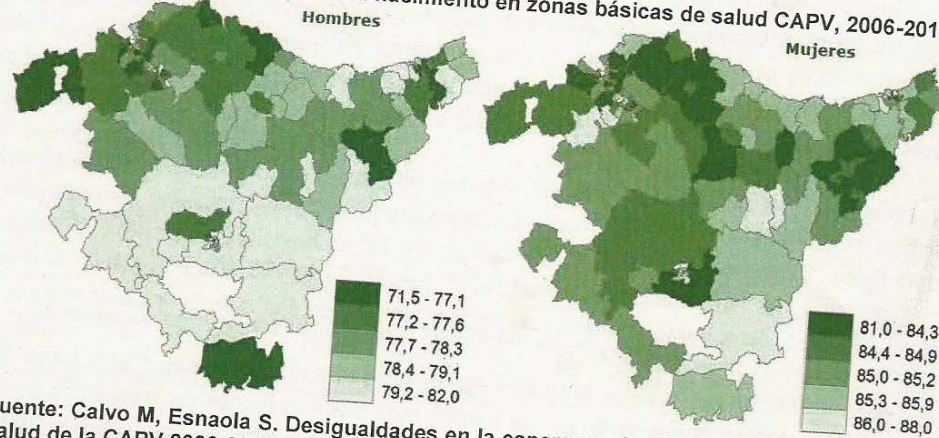 nacimiento en zonas básicas de salud CAPV, 2006-201
Hombres
Mujeres
71,5 - 77,1
77,2 - 77,6
77,7 - 78,3
78,4 - 79,1
79,2 - 82,0
81,0 - 84,3
84,4 - 84,9
85,0 - 85,2
85,3 - 85,9
86,0 - 88,0
uente: Calvo M, Esnaola S. Desigualdades en la
alud de la CAPV